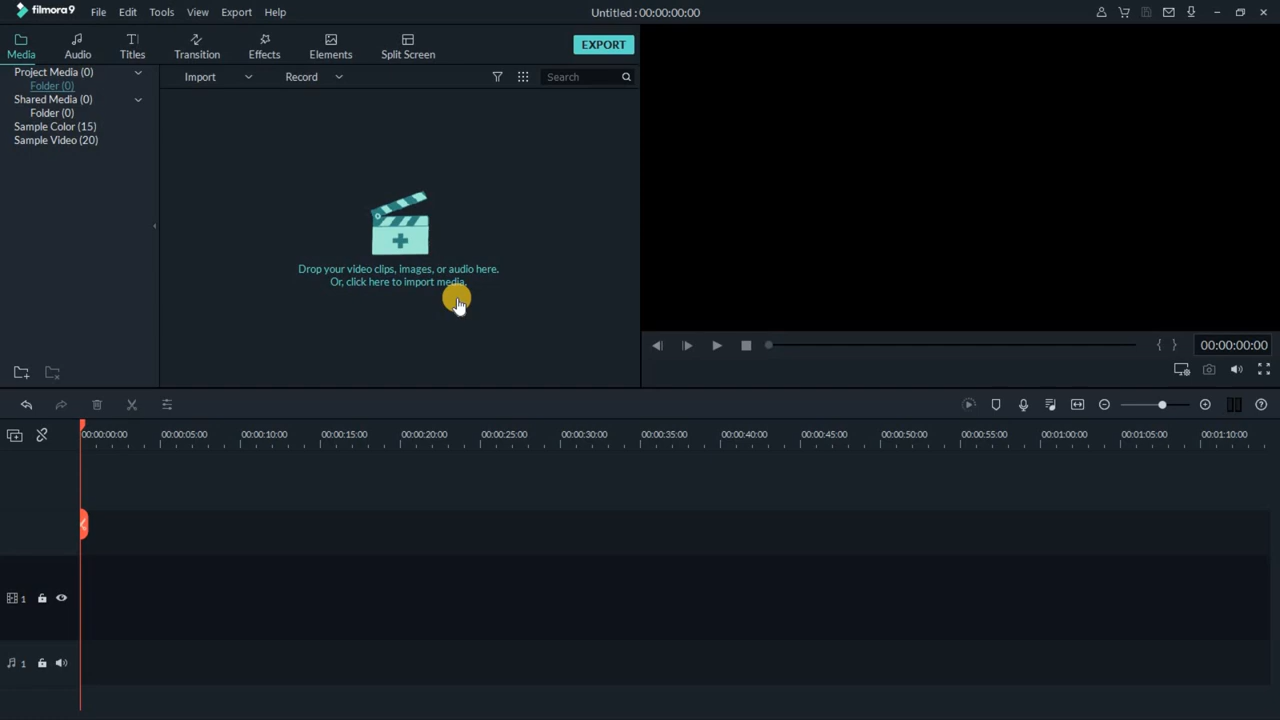 filmora9 File Edit Tools View Export Help Untitled : 00:00:00:00
Media Audio Titles Transition Effects Elements Split Screen EXPORT
Project Media (0)
Folder (0)
Shared Media (0)
Folder (0)
Sample Color (15)
Sample Video (20)
Import Record Search
Drop your video clips, images, or audio here.
Or, click here to import media.
{ } 00:00:00:00
00:00:00:00 00:00:05:00 00:00:10:00 00:00:15:00 00:00:20:00 00:00:25:00 00:00:30:00 00:00:35:00 00:00:40:00 00:00:45:00 00:00:50:00 00:00:55:00 00:01:00:00 00:01:05:00 00:01:10:00
1
1